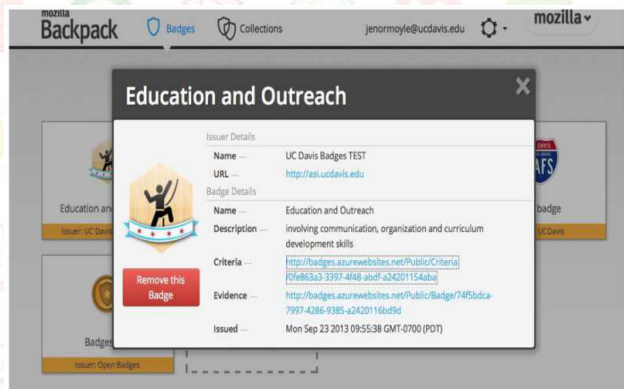 mozilla
Backpack
Badges
Collections
jenormoyle@ucdavis.edu
mozilla
Education and Outreach
Issuer Details
Name — UC Davis Badges TEST
URL — http://asi.ucdavis.edu
Badge Details
Name — Education and Outreach
Description — involving communication, organization and curriculum
development skills
Criteria — http://badges.azurewebsites.net/Public/Criteria
/0fe863a3-3397-4f48-abdf-a24201154aba
Evidence — http://badges.azurewebsites.net/Public/Badge/74f5bdca-
7997-4286-9385-a2420116bd9d
Issued — Mon Sep 23 2013 09:55:38 GMT-0700 (PDT)
Remove this
Badge
Education an
Issuer: UC Davis
DAVIS
AFS
badge
UCDavis
Badges
Issuer: Open Badges